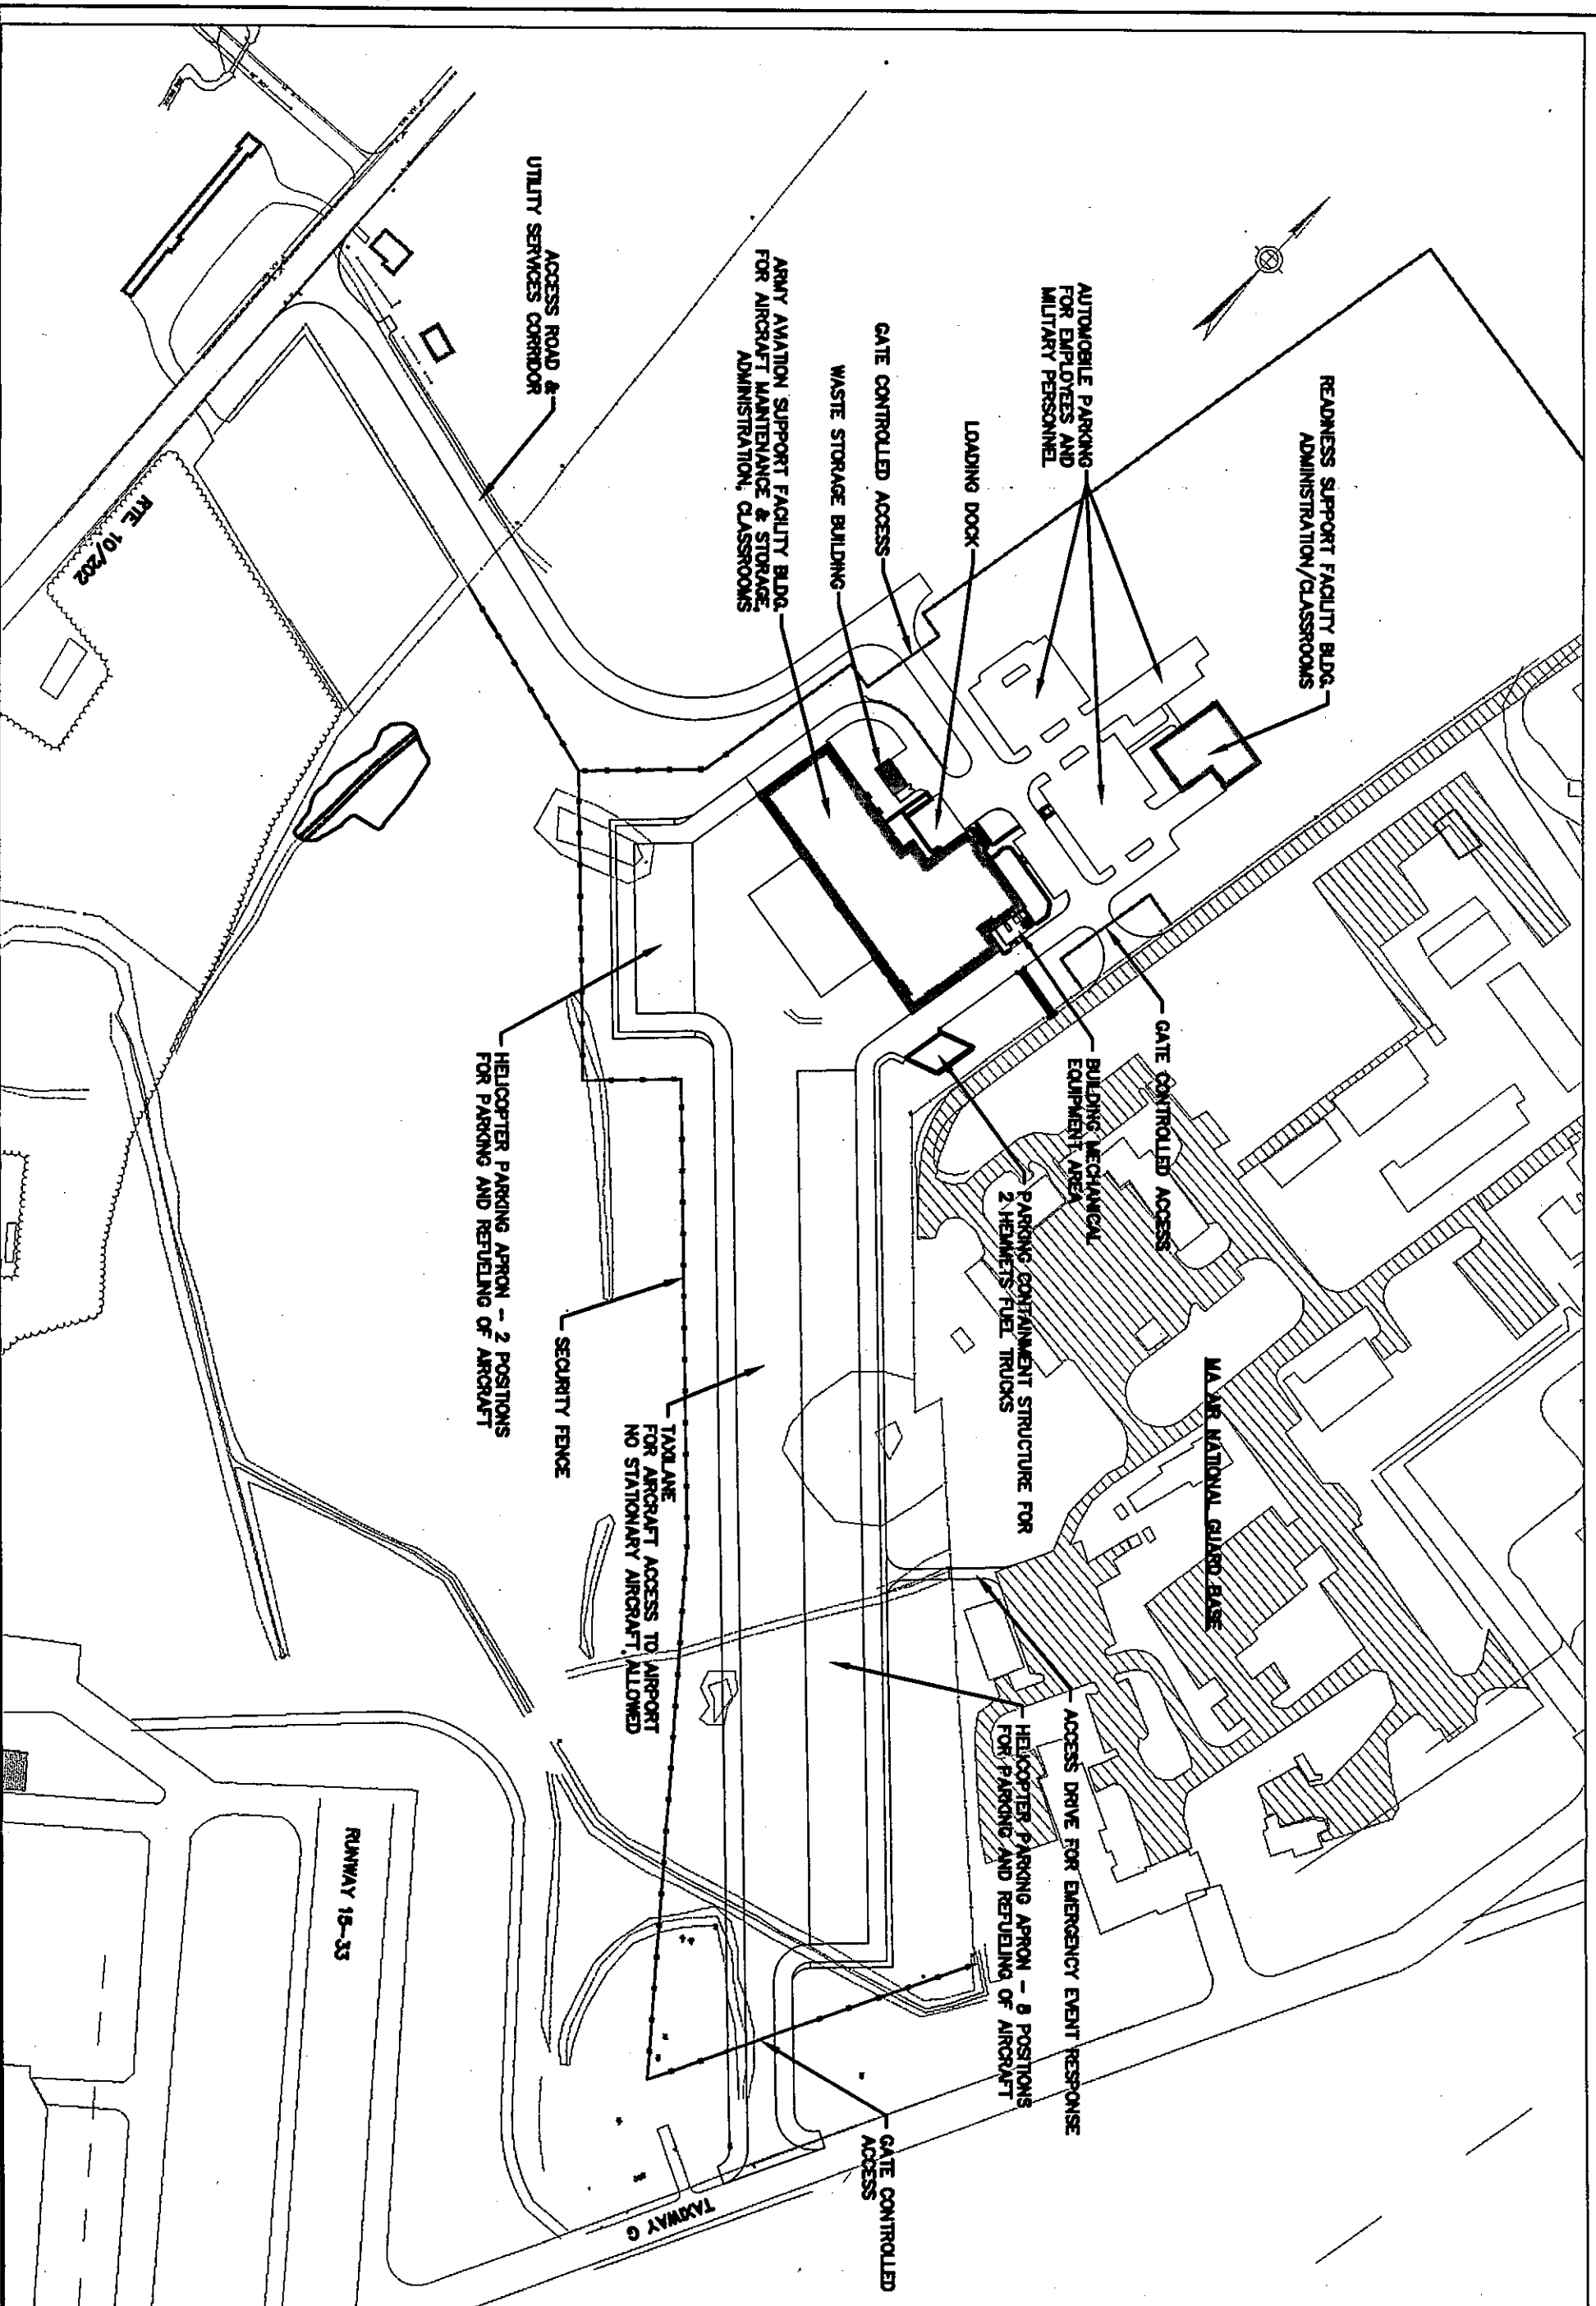 READINESS SUPPORT FACILITY BLDG.
ADMINISTRATION/CLASSROOMS
AUTOMOBILE PARKING
FOR EMPLOYEES AND
MILITARY PERSONNEL
LOADING DOCK
GATE CONTROLLED ACCESS
WASTE STORAGE BUILDING
ARMY AVIATION SUPPORT FACILITY BLDG.
FOR AIRCRAFT MAINTENANCE & STORAGE,
ADMINISTRATION, CLASSROOMS
ACCESS ROAD &
UTILITY SERVICES CORRIDOR
RTE. 10/202
GATE CONTROLLED ACCESS
BUILDING MECHANICAL
EQUIPMENT AREA
PARKING CONTAINMENT STRUCTURE FOR
2 HEMMETS FUEL TRUCKS
MA AIR NATIONAL GUARD BASE
HELICOPTER PARKING APRON - 2 POSITIONS
FOR PARKING AND REFUELING OF AIRCRAFT
SECURITY FENCE
TAXILANE
FOR AIRCRAFT ACCESS TO AIRPORT
NO STATIONARY AIRCRAFT ALLOWED
ACCESS DRIVE FOR EMERGENCY EVENT RESPONSE
HELICOPTER PARKING APRON - 8 POSITIONS
FOR PARKING AND REFUELING OF AIRCRAFT
GATE CONTROLLED
ACCESS
RUNWAY 15-33
TAXIWAY G